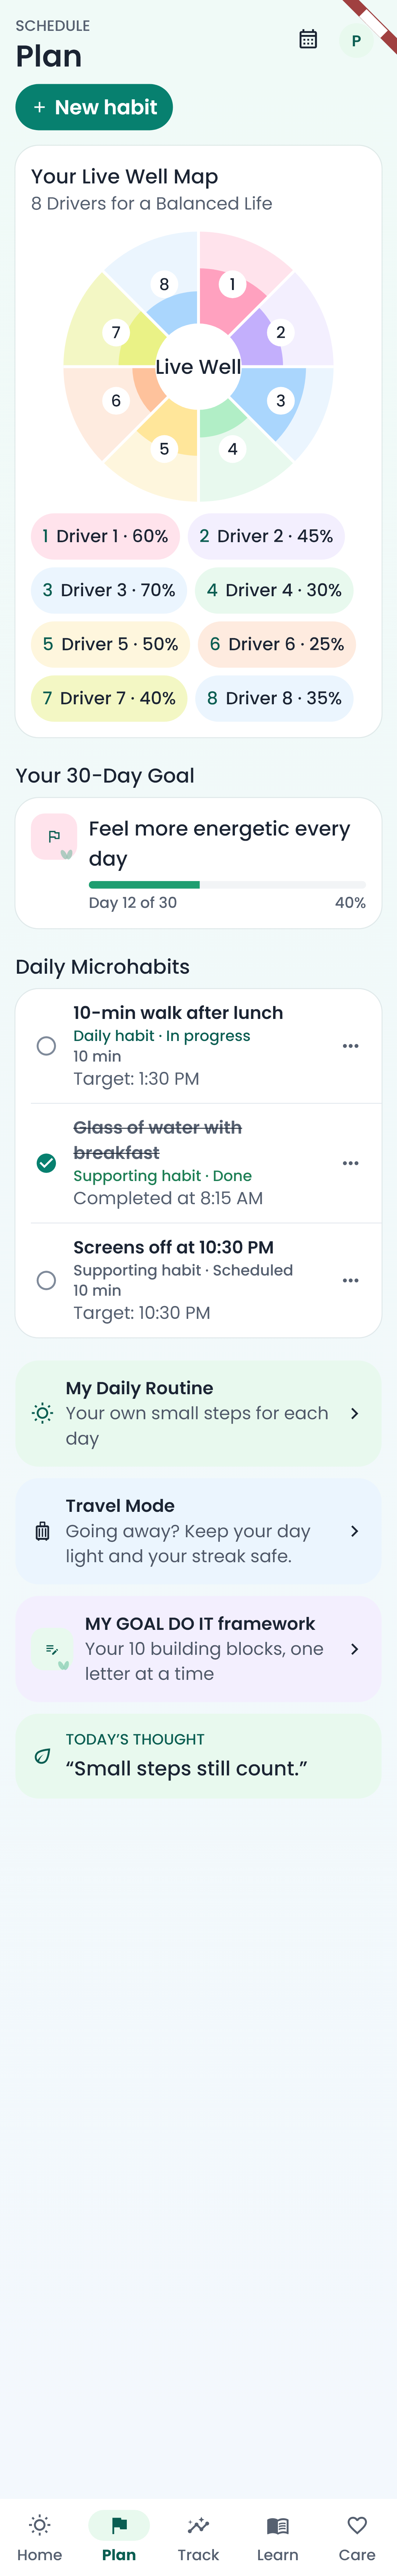 SCHEDULE
Plan
P
+ New habit
Your Live Well Map
8 Drivers for a Balanced Life
8
1
7
2
Live Well
6
3
5
4
1 Driver 1 · 60%
2 Driver 2 · 45%
3 Driver 3 · 70%
4 Driver 4 · 30%
5 Driver 5 · 50%
6 Driver 6 · 25%
7 Driver 7 · 40%
8 Driver 8 · 35%
Your 30-Day Goal
Feel more energetic every
day
Day 12 of 30
40%
Daily Microhabits
10-min walk after lunch
Daily habit · In progress
10 min
Target: 1:30 PM
Glass of water with
breakfast
Supporting habit · Done
Completed at 8:15 AM
Screens off at 10:30 PM
Supporting habit · Scheduled
10 min
Target: 10:30 PM
My Daily Routine
Your own small steps for each
day
Travel Mode
Going away? Keep your day
light and your streak safe.
MY GOAL DO IT framework
Your 10 building blocks, one
letter at a time
TODAY’S THOUGHT
“Small steps still count.”
Home
Plan
Track
Learn
Care